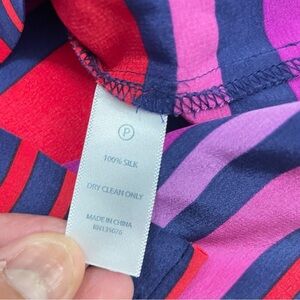 P
100% SILK
DRY CLEAN ONLY
MADE IN CHINA
RN135076